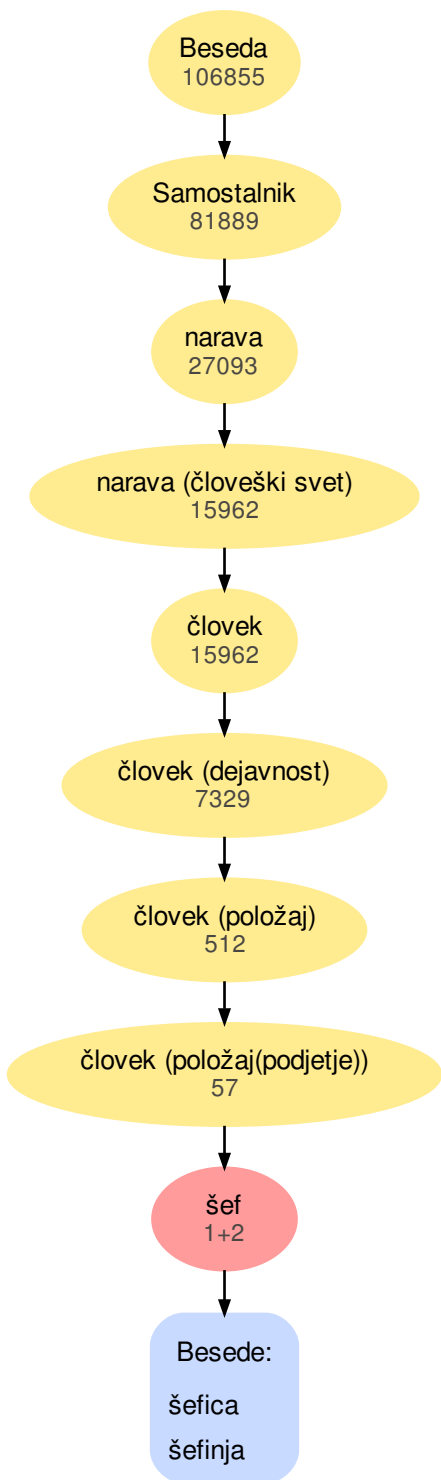 Beseda
106855
Samostalnik
81889
narava
27093
narava (človeški svet)
15962
človek
15962
človek (dejavnost)
7329
človek (položaj)
512
človek (položaj(podjetje))
57
šef
1+2
Besede:
šefica
šefinja